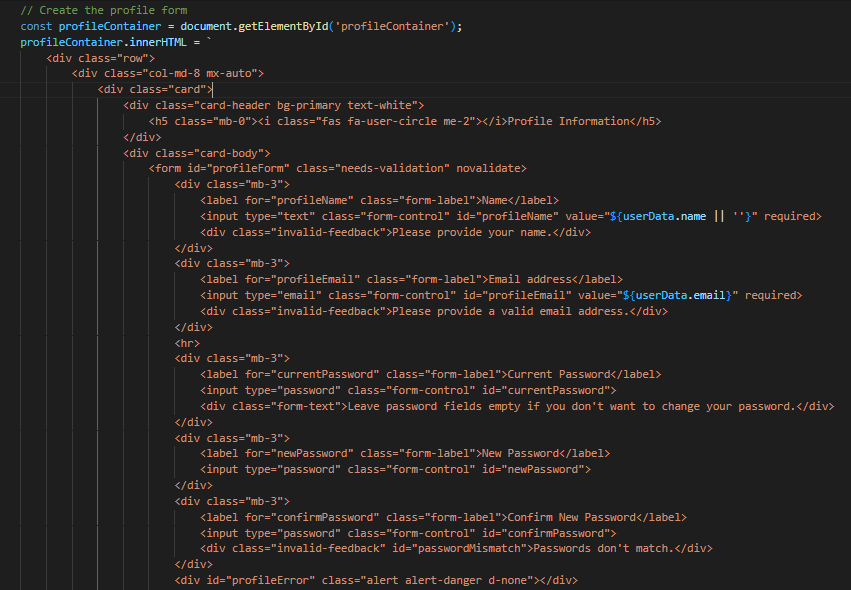 // Create the profile form
const profileContainer = document.getElementById('profileContainer');
profileContainer.innerHTML = `
<div class="row">
<div class="col-md-8 mx-auto">
<div class="card">
<div class="card-header bg-primary text-white">
<h5 class="mb-0"><i class="fas fa-user-circle me-2"></i>Profile Information</h5>
</div>
<div class="card-body">
<form id="profileForm" class="needs-validation" novalidate>
<div class="mb-3">
<label for="profileName" class="form-label">Name</label>
<input type="text" class="form-control" id="profileName" value="${userData.name || ''}" required>
<div class="invalid-feedback">Please provide your name.</div>
</div>
<div class="mb-3">
<label for="profileEmail" class="form-label">Email address</label>
<input type="email" class="form-control" id="profileEmail" value="${userData.email}" required>
<div class="invalid-feedback">Please provide a valid email address.</div>
</div>
<hr>
<div class="mb-3">
<label for="currentPassword" class="form-label">Current Password</label>
<input type="password" class="form-control" id="currentPassword">
<div class="form-text">Leave password fields empty if you don't want to change your password.</div>
</div>
<div class="mb-3">
<label for="newPassword" class="form-label">New Password</label>
<input type="password" class="form-control" id="newPassword">
</div>
<div class="mb-3">
<label for="confirmPassword" class="form-label">Confirm New Password</label>
<input type="password" class="form-control" id="confirmPassword">
<div class="invalid-feedback" id="passwordMismatch">Passwords don't match.</div>
</div>
<div id="profileError" class="alert alert-danger d-none"></div>